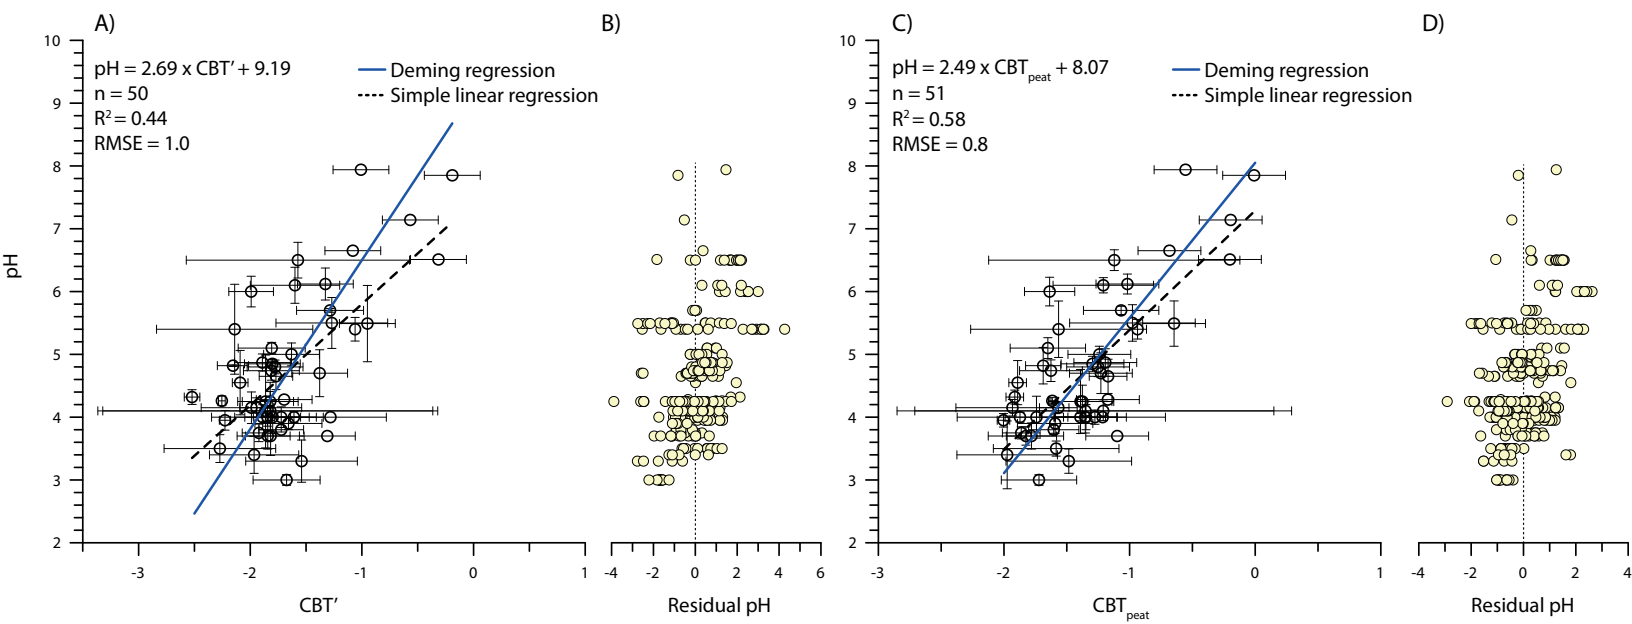 A)
pH = 2.69 x CBT′ + 9.19
n = 50
R² = 0.44
RMSE = 1.0
Deming regression
Simple linear regression
pH
10
9
8
7
6
5
4
3
2
-3 -2 -1 0 1
CBT′
B)
-4 -2 0 2 4 6
Residual pH
C)
pH = 2.49 x CBTpeat + 8.07
n = 51
R² = 0.58
RMSE = 0.8
Deming regression
Simple linear regression
10
9
8
7
6
5
4
3
2
-3 -2 -1 0 1
CBTpeat
D)
-4 -2 0 2 4
Residual pH